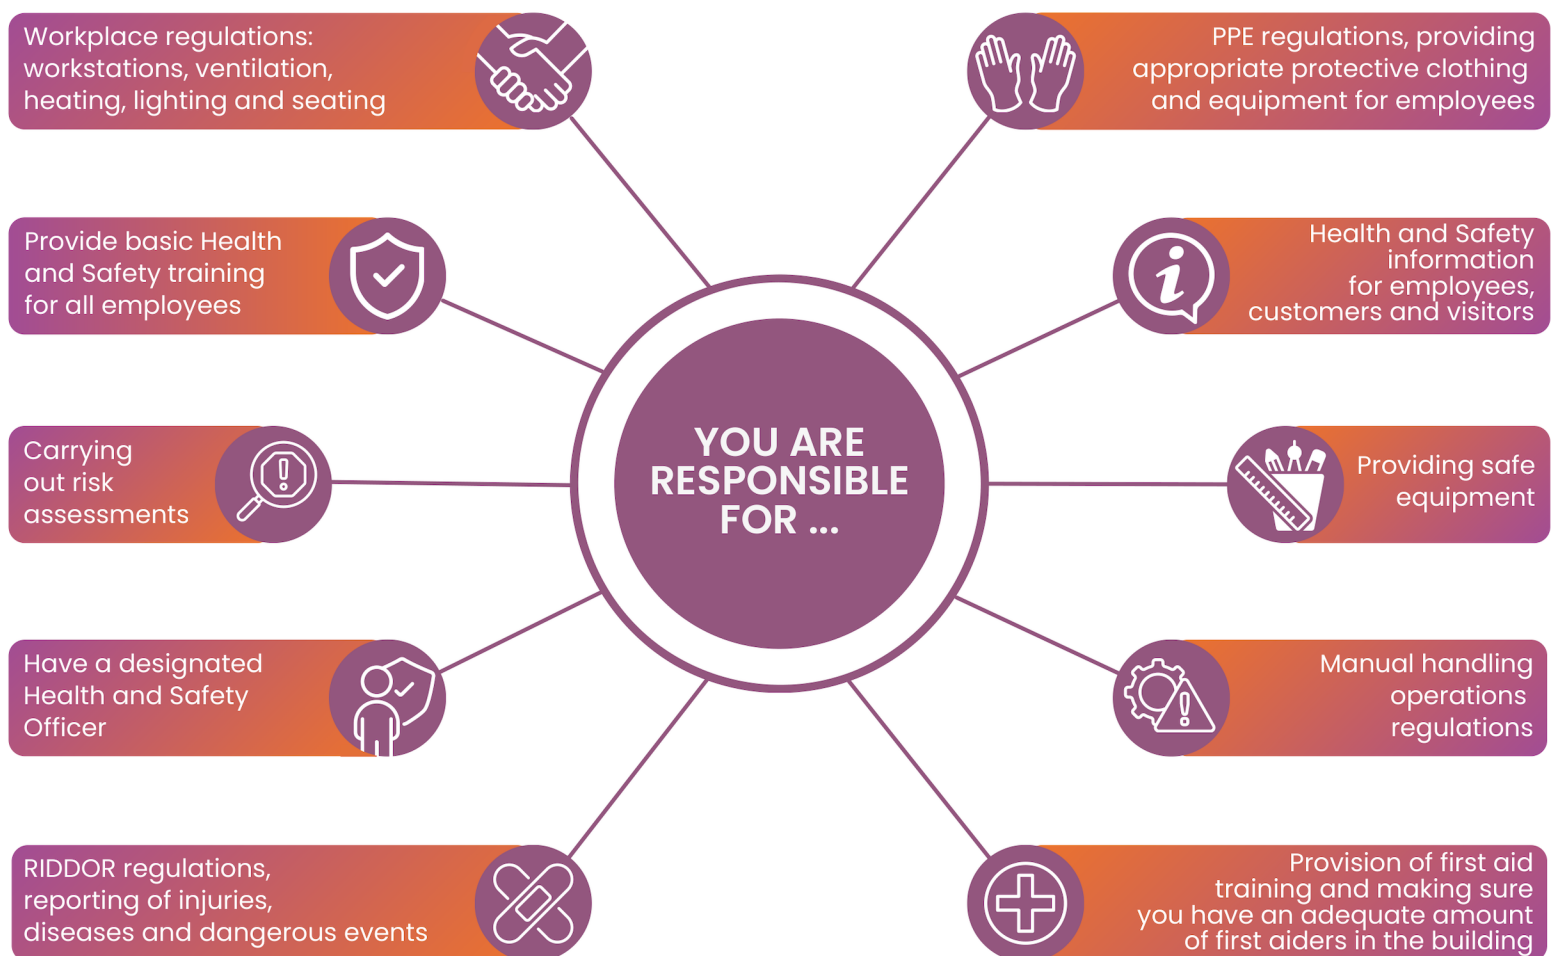 Workplace regulations:
workstations, ventilation,
heating, lighting and seating
PPE regulations, providing
appropriate protective clothing
and equipment for employees
Provide basic Health
and Safety training
for all employees
Health and Safety
information
for employees,
customers and visitors
Carrying
out risk
assessments
YOU ARE
RESPONSIBLE
FOR ...
Providing safe
equipment
Have a designated
Health and Safety
Officer
Manual handling
operations
regulations
RIDDOR regulations,
reporting of injuries,
diseases and dangerous events
Provision of first aid
training and making sure
you have an adequate amount
of first aiders in the building